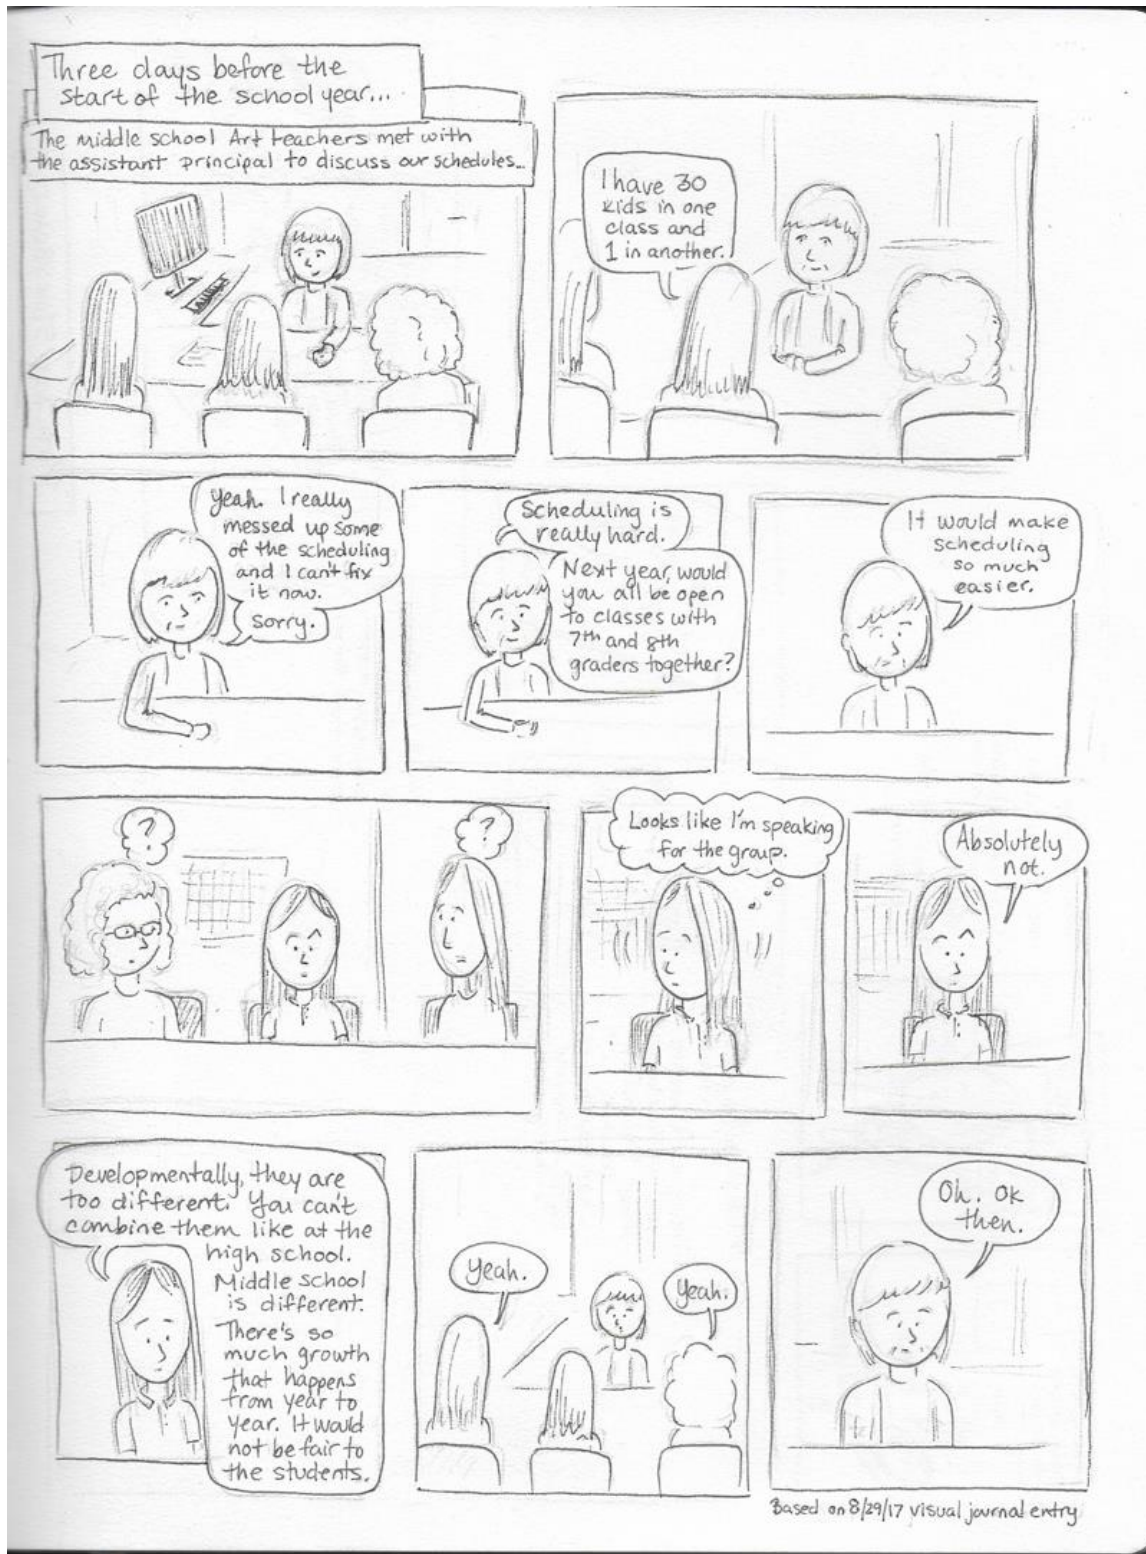 Three days before the
start of the school year...
The middle school Art teachers met with
the assistant principal to discuss our schedules...
I have 30
kids in one
class and
1 in another.
Yeah. I really
messed up some
of the scheduling
and I can't fix
it now.
Sorry.
Scheduling is
really hard.
Next year, would
you all be open
to classes with
7th and 8th
graders together?
It would make
scheduling
so much
easier.
?
?
Looks like I'm speaking
for the group.
Absolutely
not.
Developmentally, they are
too different. You can't
combine them like at the
high school.
Middle school
is different.
There's so
much growth
that happens
from year to
year. It would
not be fair to
the students.
Yeah.
Yeah.
Oh. Ok
then.
Based on 8/29/17 visual journal entry